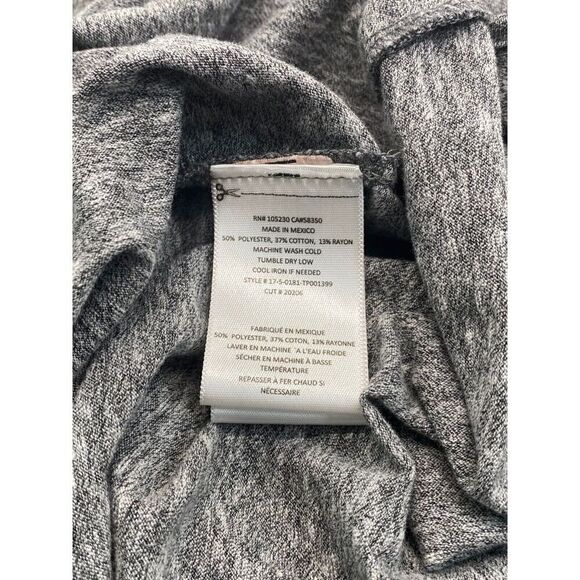 RN# 105230 CA#58350
MADE IN MEXICO
50% POLYESTER, 37% COTTON, 13% RAYON
MACHINE WASH COLD
TUMBLE DRY LOW
COOL IRON IF NEEDED
STYLE # 17-5-0181-TP001399
CUT # 20206
FABRIQUÉ EN MEXIQUE
50% POLYESTER, 37% COTON, 13% RAYONNE
LAVER EN MACHINE `A L'EAU FROIDE
SÉCHER EN MACHINE À BASSE
TEMPÉRATURE
REPASSER À FER CHAUD SI
NÉCESSAIRE